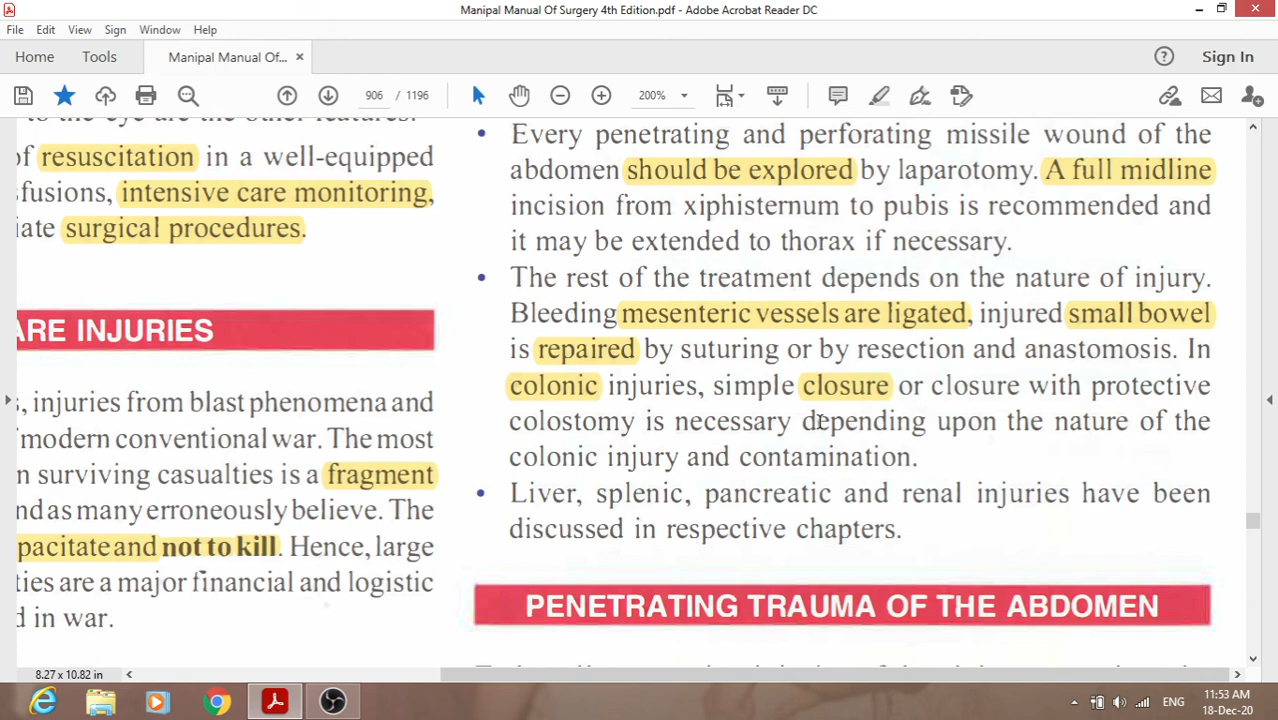 Manipal Manual Of Surgery 4th Edition.pdf - Adobe Acrobat Reader DC
File Edit View Sign Window Help
Home Tools Manipal Manual Of... × Sign In
906 / 1196 200%
to the eye are the other features.
of resuscitation in a well-equipped
fusions, intensive care monitoring,
iate surgical procedures.
ARE INJURIES
s, injuries from blast phenomena and
f modern conventional war. The most
n surviving casualties is a fragment
nd as many erroneously believe. The
pacitate and not to kill. Hence, large
ties are a major financial and logistic
d in war.
• Every penetrating and perforating missile wound of the
abdomen should be explored by laparotomy. A full midline
incision from xiphisternum to pubis is recommended and
it may be extended to thorax if necessary.
• The rest of the treatment depends on the nature of injury.
Bleeding mesenteric vessels are ligated, injured small bowel
is repaired by suturing or by resection and anastomosis. In
colonic injuries, simple closure or closure with protective
colostomy is necessary depending upon the nature of the
colonic injury and contamination.
• Liver, splenic, pancreatic and renal injuries have been
discussed in respective chapters.
PENETRATING TRAUMA OF THE ABDOMEN
8.27 x 10.82 in
ENG
11:53 AM
18-Dec-20